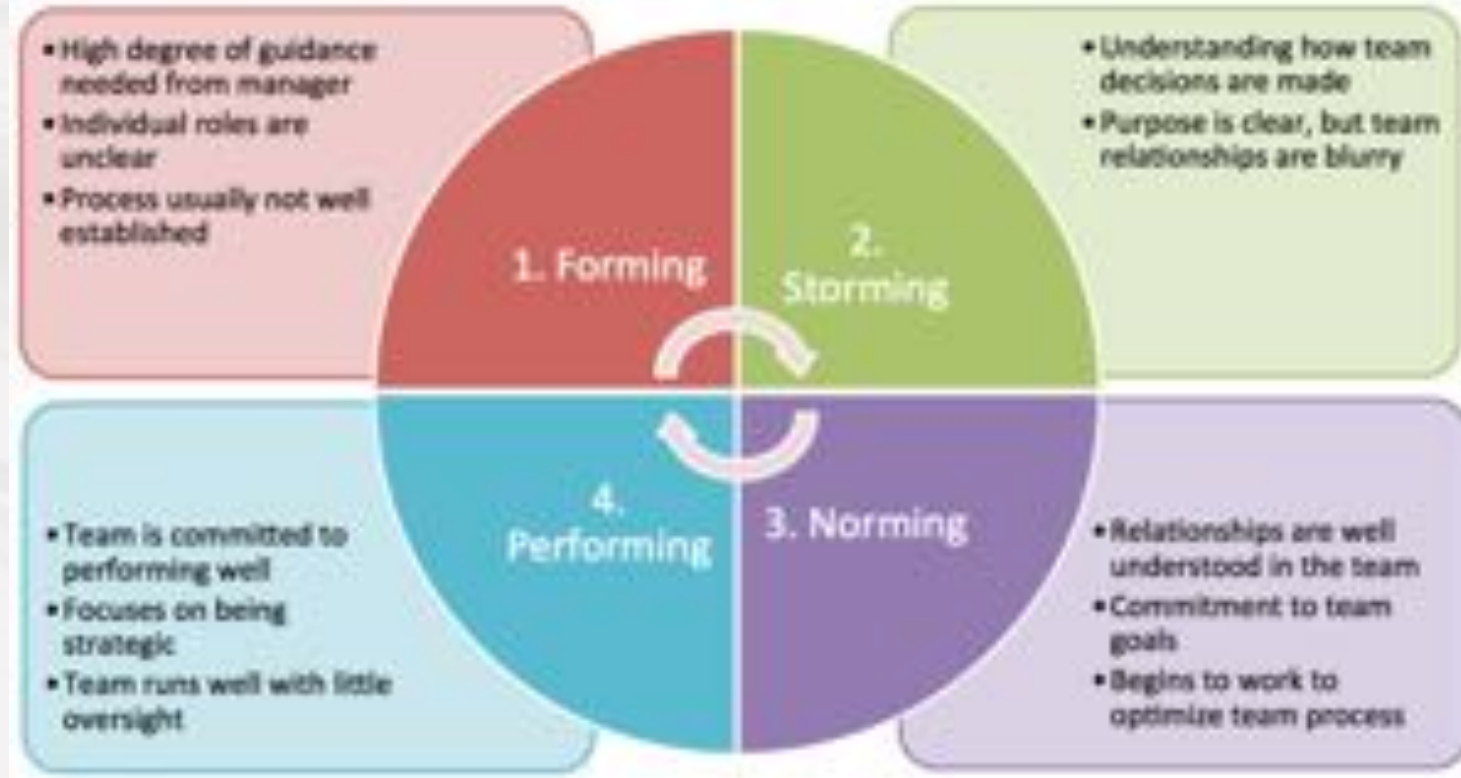 • High degree of guidance
needed from manager
• Individual roles are
unclear
• Process usually not well
established
1. Forming
• Understanding how team
decisions are made
• Purpose is clear, but team
relationships are blurry
2.
Storming
• Team is committed to
performing well
• Focuses on being
strategic
• Team runs well with little
oversight
4.
Performing
3. Norming
• Relationships are well
understood in the team
• Commitment to team
goals
• Begins to work to
optimize team process